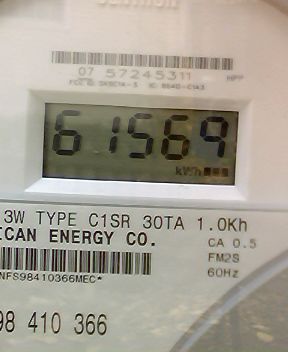 07 57245311 HPP
61569
kWh
3W TYPE C1SR 30TA 1.0Kh
ICAN ENERGY CO. CA 0.5
FM2S
NFS98410366MEC* 60Hz
98 410 366